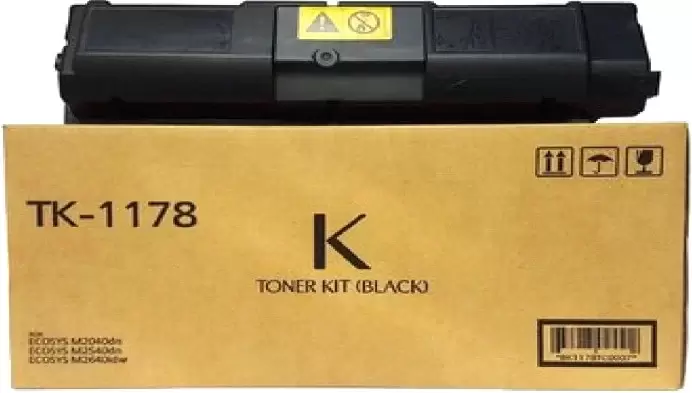 TK-1178
K
TONER KIT (BLACK)
ECOSYS M2040dn
ECOSYS M2540dn
ECOSYS M2640idw